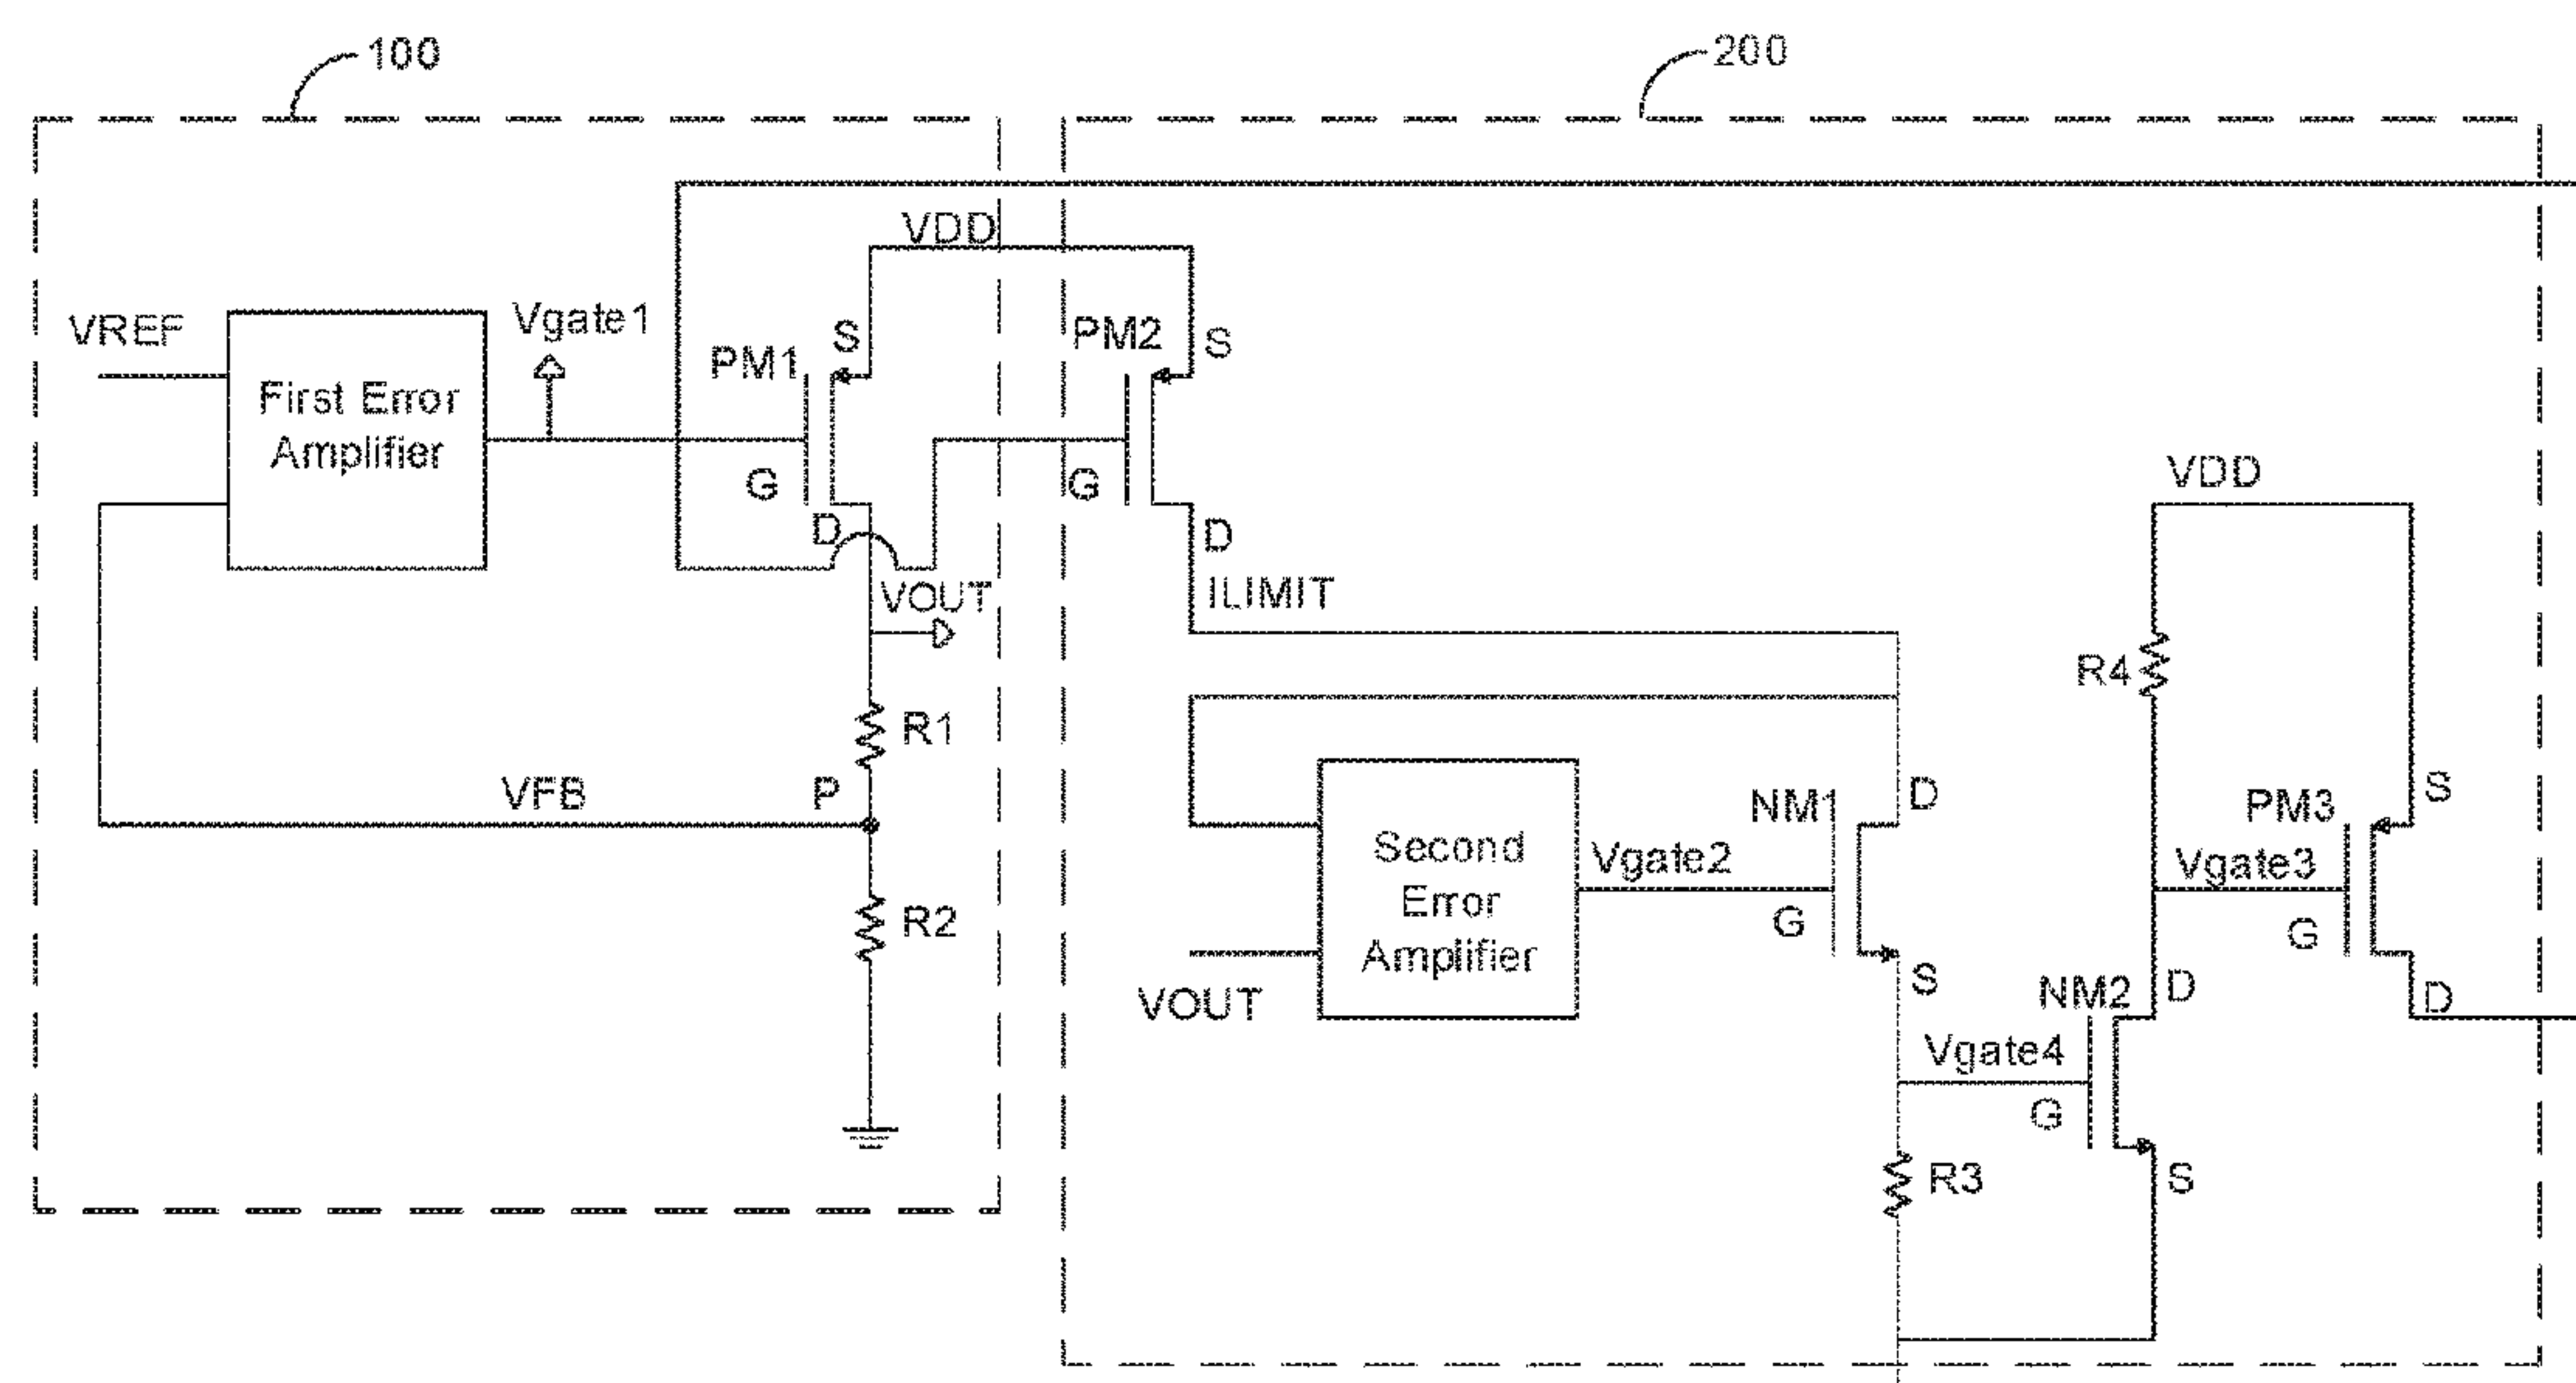 100
200
VDD
VREF
Vgate1
S
PM2
S
PM1
First Error
Amplifier
G
G
VDD
D
D
VOUT
ILIMIT
R4
R1
VFB
P
D
S
NM1
PM3
Second
Error
Amplifier
Vgate2
Vgate3
R2
G
G
S
D
D
NM2
VOUT
Vgate4
G
R3
S